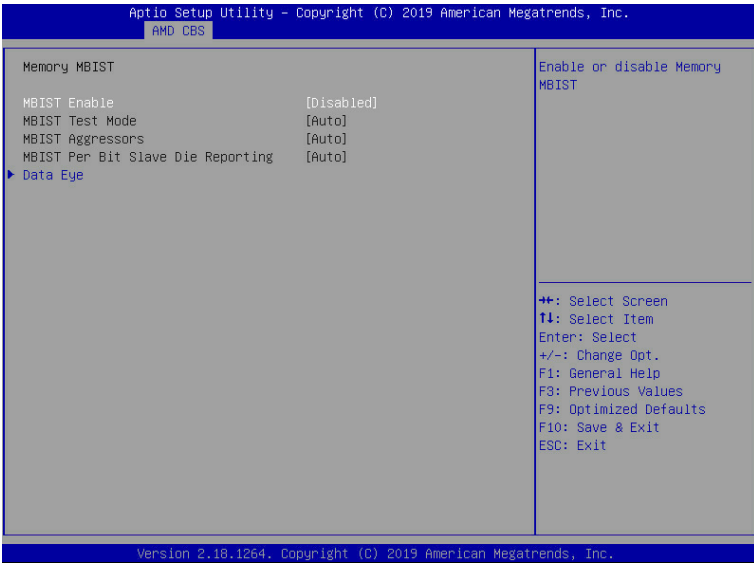 Aptio Setup Utility – Copyright (C) 2019 American Megatrends, Inc.
AMD CBS
Memory MBIST
MBIST Enable [Disabled]
MBIST Test Mode [Auto]
MBIST Aggressors [Auto]
MBIST Per Bit Slave Die Reporting [Auto]
Data Eye
Enable or disable Memory
MBIST
→←: Select Screen
↑↓: Select Item
Enter: Select
+/-: Change Opt.
F1: General Help
F3: Previous Values
F9: Optimized Defaults
F10: Save & Exit
ESC: Exit
Version 2.18.1264. Copyright (C) 2019 American Megatrends, Inc.